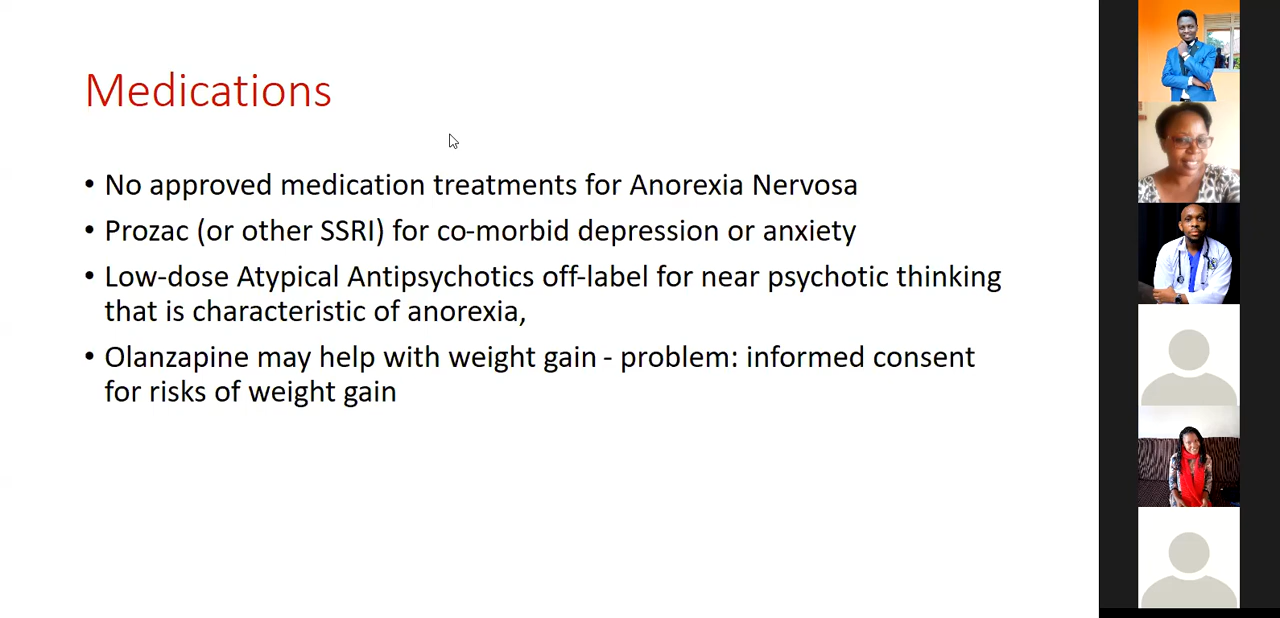 Medications
• No approved medication treatments for Anorexia Nervosa
• Prozac (or other SSRI) for co-morbid depression or anxiety
• Low-dose Atypical Antipsychotics off-label for near psychotic thinking
that is characteristic of anorexia,
• Olanzapine may help with weight gain - problem: informed consent
for risks of weight gain